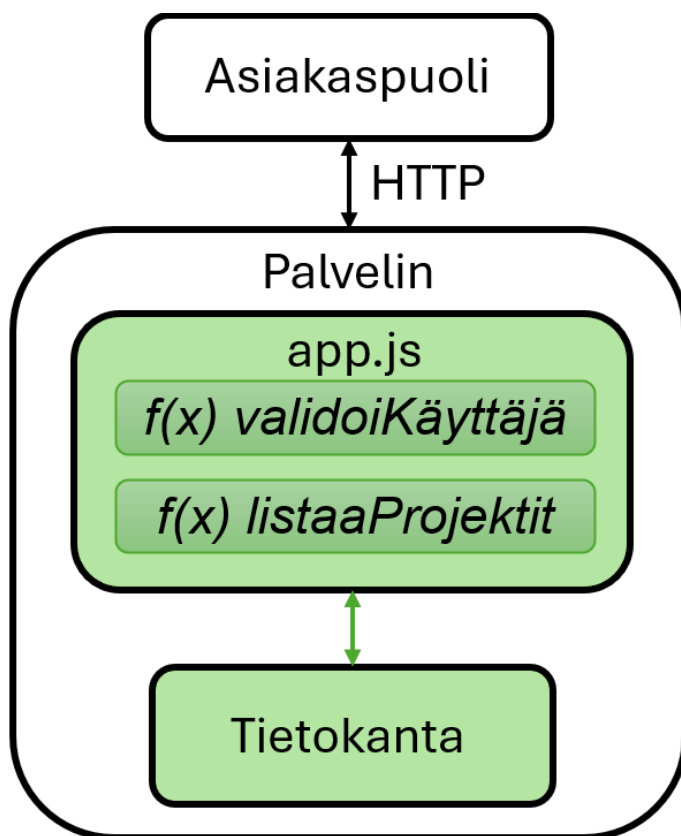 Asiakaspuoli
HTTP
Palvelin
app.js
f(x) validoiKäyttäjä
f(x) listaaProjektit
Tietokanta